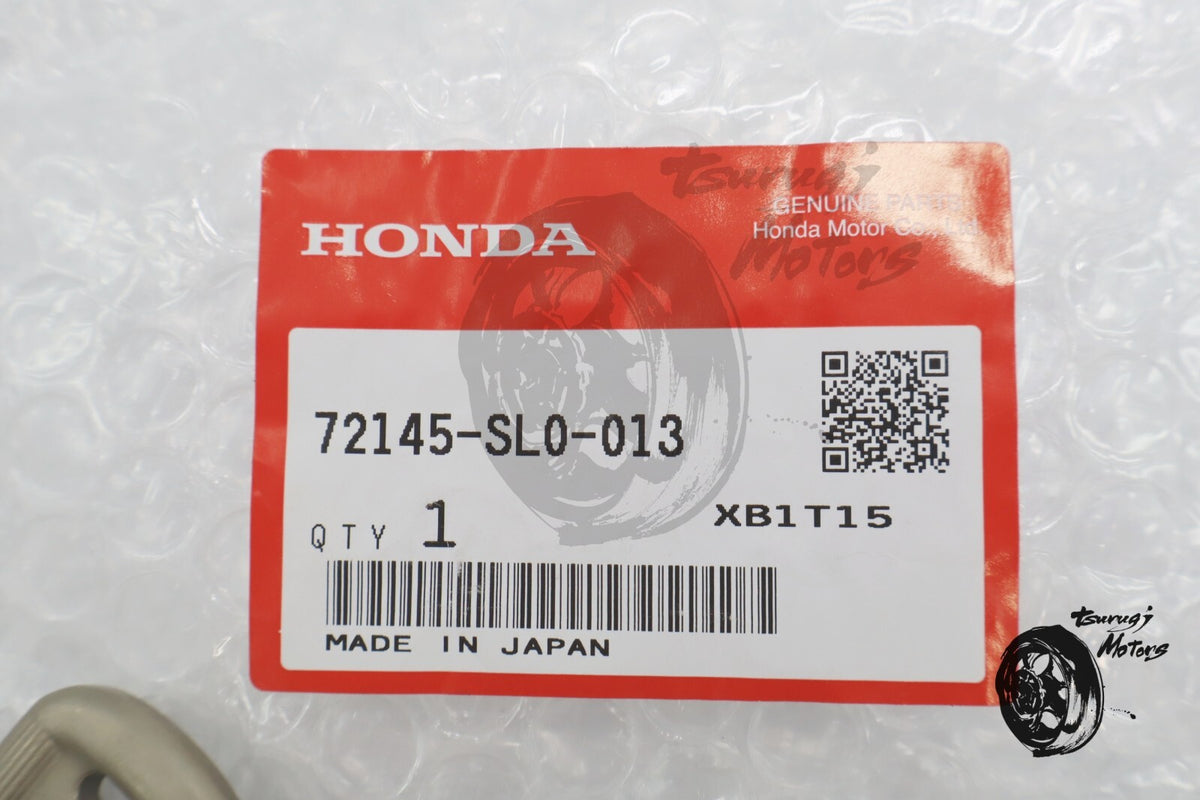 HONDA
GENUINE PARTS
Honda Motor Co., Ltd.
72145-SL0-013
QTY 1
XB1T15
MADE IN JAPAN
tsurugi
Motors
tsurugi
Motors